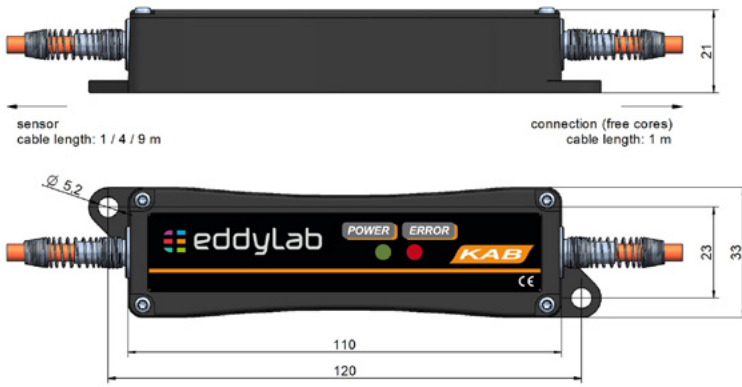 21
sensor
cable length: 1 / 4 / 9 m
connection (free cores)
cable length: 1 m
Ø 5,2
eddylab
POWER ERROR
KAB
CE
23
33
110
120